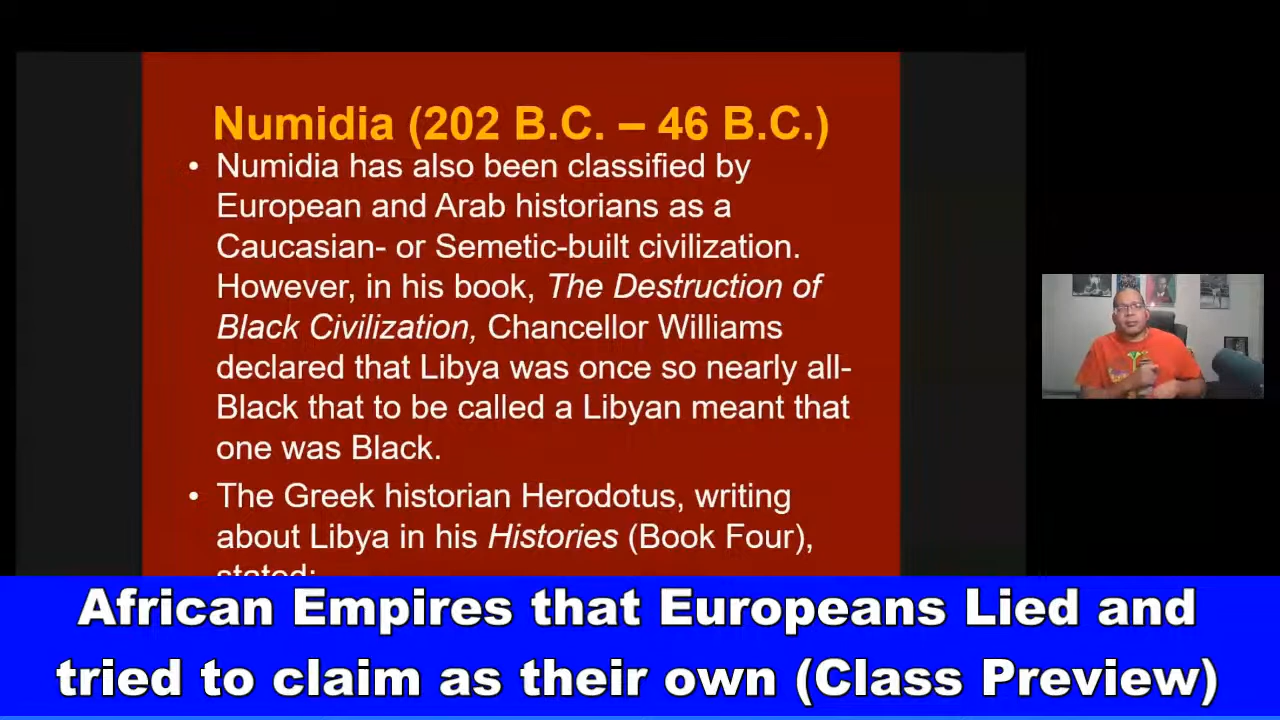 Numidia (202 B.C. – 46 B.C.)
• Numidia has also been classified by
European and Arab historians as a
Caucasian- or Semetic-built civilization.
However, in his book, The Destruction of
Black Civilization, Chancellor Williams
declared that Libya was once so nearly all-
Black that to be called a Libyan meant that
one was Black.
• The Greek historian Herodotus, writing
about Libya in his Histories (Book Four),
stated:
African Empires that Europeans Lied and
tried to claim as their own (Class Preview)